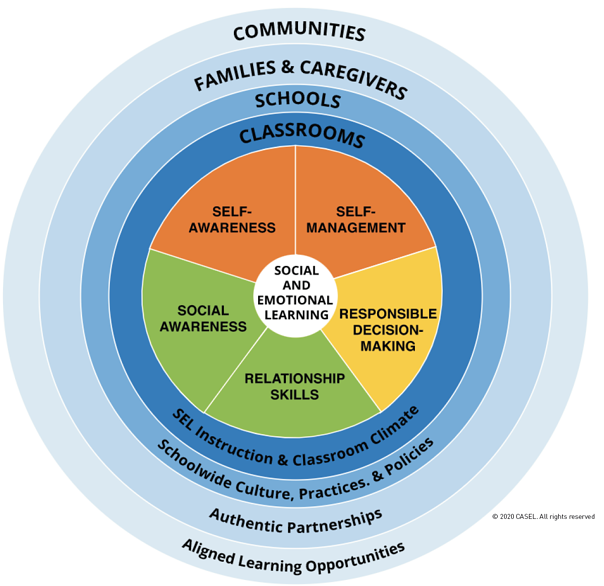 COMMUNITIES
FAMILIES & CAREGIVERS
SCHOOLS
CLASSROOMS
SELF-
AWARENESS
SELF-
MANAGEMENT
SOCIAL
AND
EMOTIONAL
LEARNING
SOCIAL
AWARENESS
RESPONSIBLE
DECISION-
MAKING
RELATIONSHIP
SKILLS
SEL Instruction & Classroom Climate
Schoolwide Culture, Practices. & Policies
Authentic Partnerships
Aligned Learning Opportunities
© 2020 CASEL. All rights reserved